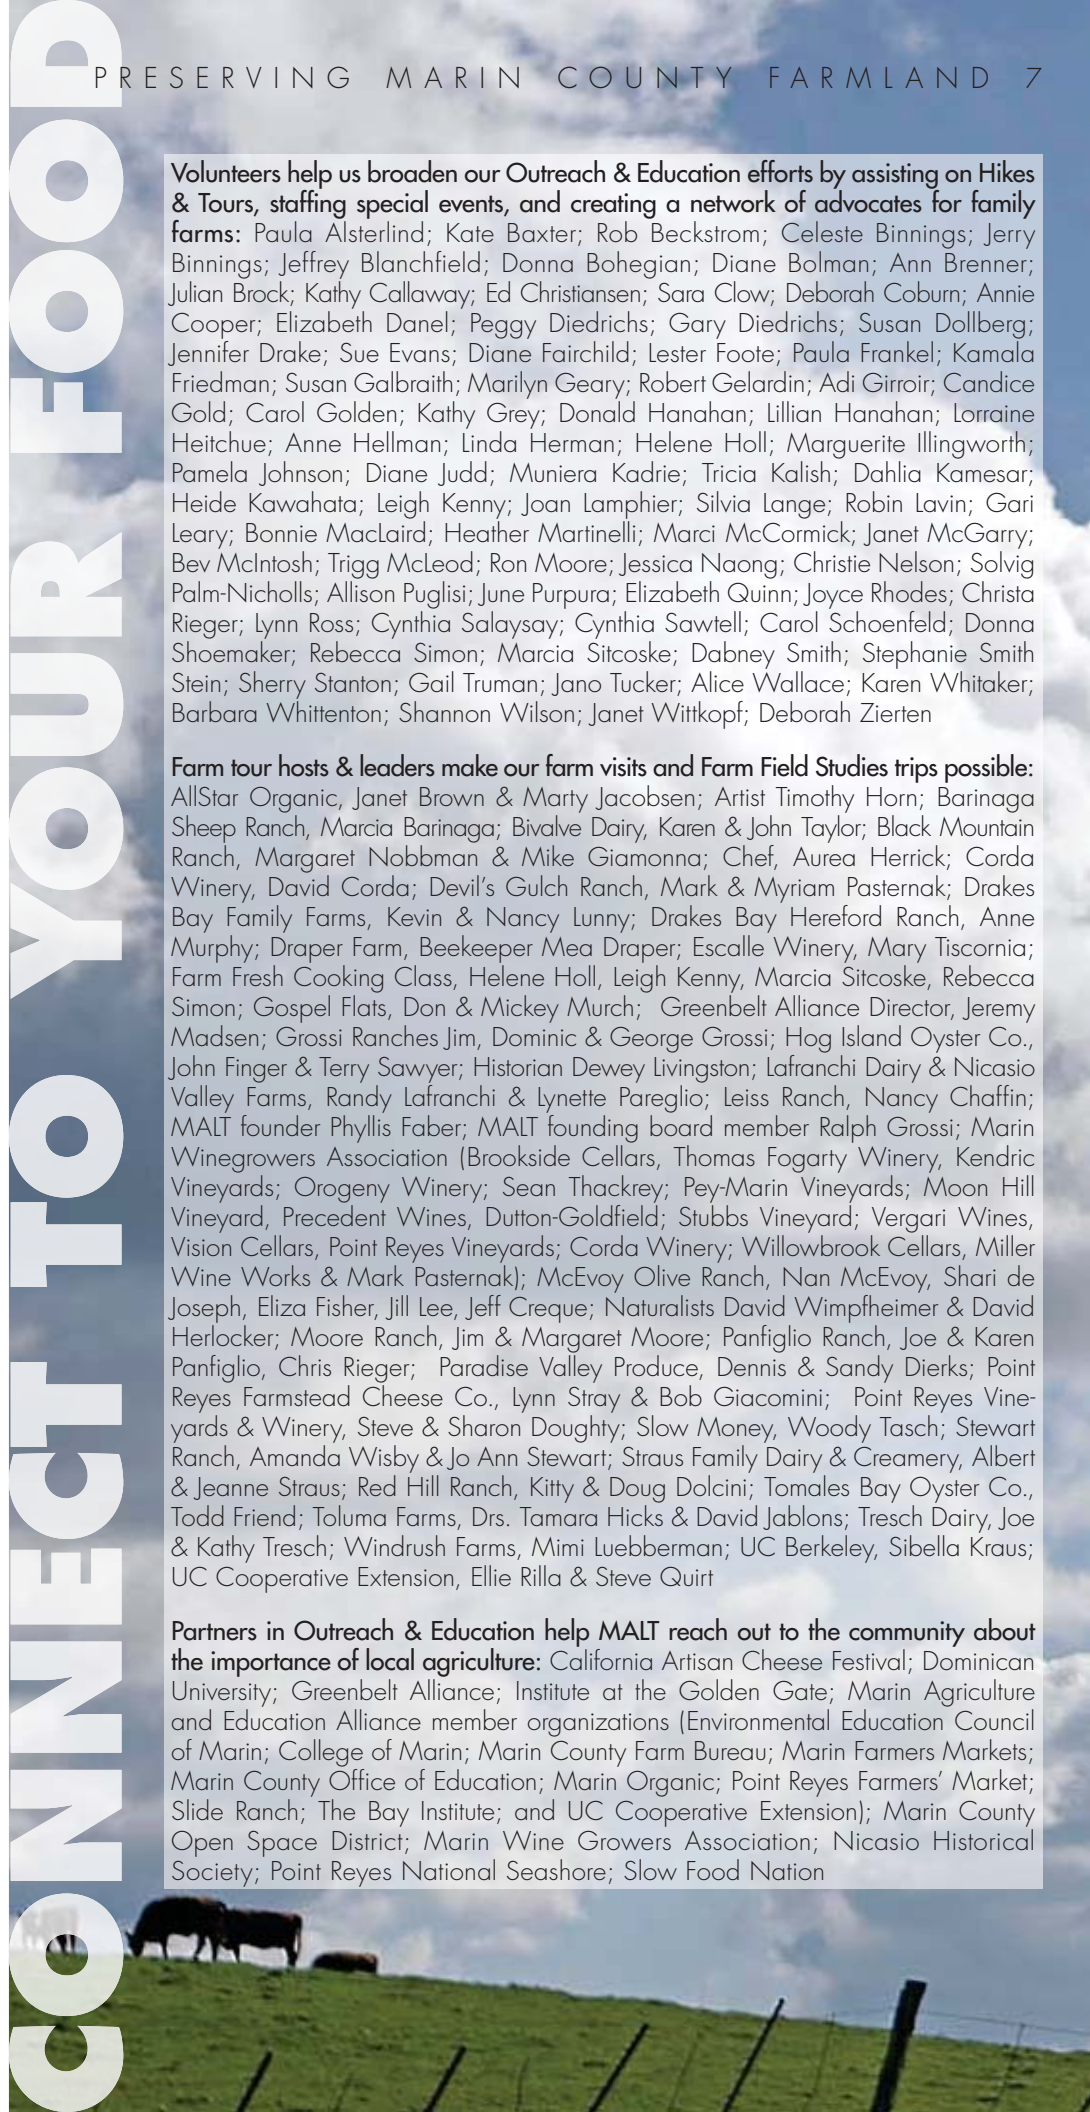 PRESERVING MARIN COUNTY FARMLAND 7
CONNECT TO YOUR FOOD
Volunteers help us broaden our Outreach & Education efforts by assisting on Hikes
& Tours, staffing special events, and creating a network of advocates for family
farms: Paula Alsterlind; Kate Baxter; Rob Beckstrom; Celeste Binnings; Jerry
Binnings; Jeffrey Blanchfield; Donna Bohegian; Diane Bolman; Ann Brenner;
Julian Brock; Kathy Callaway; Ed Christiansen; Sara Clow; Deborah Coburn; Annie
Cooper; Elizabeth Danel; Peggy Diedrichs; Gary Diedrichs; Susan Dollberg;
Jennifer Drake; Sue Evans; Diane Fairchild; Lester Foote; Paula Frankel; Kamala
Friedman; Susan Galbraith; Marilyn Geary; Robert Gelardin; Adi Girroir; Candice
Gold; Carol Golden; Kathy Grey; Donald Hanahan; Lillian Hanahan; Lorraine
Heitchue; Anne Hellman; Linda Herman; Helene Holl; Marguerite Illingworth;
Pamela Johnson; Diane Judd; Muniera Kadrie; Tricia Kalish; Dahlia Kamesar;
Heide Kawahata; Leigh Kenny; Joan Lamphier; Silvia Lange; Robin Lavin; Gari
Leary; Bonnie MacLaird; Heather Martinelli; Marci McCormick; Janet McGarry;
Bev McIntosh; Trigg McLeod; Ron Moore; Jessica Naong; Christie Nelson; Solvig
Palm-Nicholls; Allison Puglisi; June Purpura; Elizabeth Quinn; Joyce Rhodes; Christa
Rieger; Lynn Ross; Cynthia Salaysay; Cynthia Sawtell; Carol Schoenfeld; Donna
Shoemaker; Rebecca Simon; Marcia Sitcoske; Dabney Smith; Stephanie Smith
Stein; Sherry Stanton; Gail Truman; Jano Tucker; Alice Wallace; Karen Whitaker;
Barbara Whittenton; Shannon Wilson; Janet Wittkopf; Deborah Zierten
Farm tour hosts & leaders make our farm visits and Farm Field Studies trips possible:
AllStar Organic, Janet Brown & Marty Jacobsen; Artist Timothy Horn; Barinaga
Sheep Ranch, Marcia Barinaga; Bivalve Dairy, Karen & John Taylor; Black Mountain
Ranch, Margaret Nobbman & Mike Giamonna; Chef, Aurea Herrick; Corda
Winery, David Corda; Devil's Gulch Ranch, Mark & Myriam Pasternak; Drakes
Bay Family Farms, Kevin & Nancy Lunny; Drakes Bay Hereford Ranch, Anne
Murphy; Draper Farm, Beekeeper Mea Draper; Escalle Winery, Mary Tiscornia;
Farm Fresh Cooking Class, Helene Holl, Leigh Kenny, Marcia Sitcoske, Rebecca
Simon; Gospel Flats, Don & Mickey Murch; Greenbelt Alliance Director, Jeremy
Madsen; Grossi Ranches Jim, Dominic & George Grossi; Hog Island Oyster Co.,
John Finger & Terry Sawyer; Historian Dewey Livingston; Lafranchi Dairy & Nicasio
Valley Farms, Randy Lafranchi & Lynette Pareglio; Leiss Ranch, Nancy Chaffin;
MALT founder Phyllis Faber; MALT founding board member Ralph Grossi; Marin
Winegrowers Association (Brookside Cellars, Thomas Fogarty Winery, Kendric
Vineyards; Orogeny Winery; Sean Thackrey; Pey-Marin Vineyards; Moon Hill
Vineyard, Precedent Wines, Dutton-Goldfield; Stubbs Vineyard; Vergari Wines,
Vision Cellars, Point Reyes Vineyards; Corda Winery; Willowbrook Cellars, Miller
Wine Works & Mark Pasternak); McEvoy Olive Ranch, Nan McEvoy, Shari de
Joseph, Eliza Fisher, Jill Lee, Jeff Creque; Naturalists David Wimpfheimer & David
Herlocker; Moore Ranch, Jim & Margaret Moore; Panfiglio Ranch, Joe & Karen
Panfiglio, Chris Rieger; Paradise Valley Produce, Dennis & Sandy Dierks; Point
Reyes Farmstead Cheese Co., Lynn Stray & Bob Giacomini; Point Reyes Vine-
yards & Winery, Steve & Sharon Doughty; Slow Money, Woody Tasch; Stewart
Ranch, Amanda Wisby & Jo Ann Stewart; Straus Family Dairy & Creamery, Albert
& Jeanne Straus; Red Hill Ranch, Kitty & Doug Dolcini; Tomales Bay Oyster Co.,
Todd Friend; Toluma Farms, Drs. Tamara Hicks & David Jablons; Tresch Dairy, Joe
& Kathy Tresch; Windrush Farms, Mimi Luebberman; UC Berkeley, Sibella Kraus;
UC Cooperative Extension, Ellie Rilla & Steve Quirt
Partners in Outreach & Education help MALT reach out to the community about
the importance of local agriculture: California Artisan Cheese Festival; Dominican
University; Greenbelt Alliance; Institute at the Golden Gate; Marin Agriculture
and Education Alliance member organizations (Environmental Education Council
of Marin; College of Marin; Marin County Farm Bureau; Marin Farmers Markets;
Marin County Office of Education; Marin Organic; Point Reyes Farmers' Market;
Slide Ranch; The Bay Institute; and UC Cooperative Extension); Marin County
Open Space District; Marin Wine Growers Association; Nicasio Historical
Society; Point Reyes National Seashore; Slow Food Nation